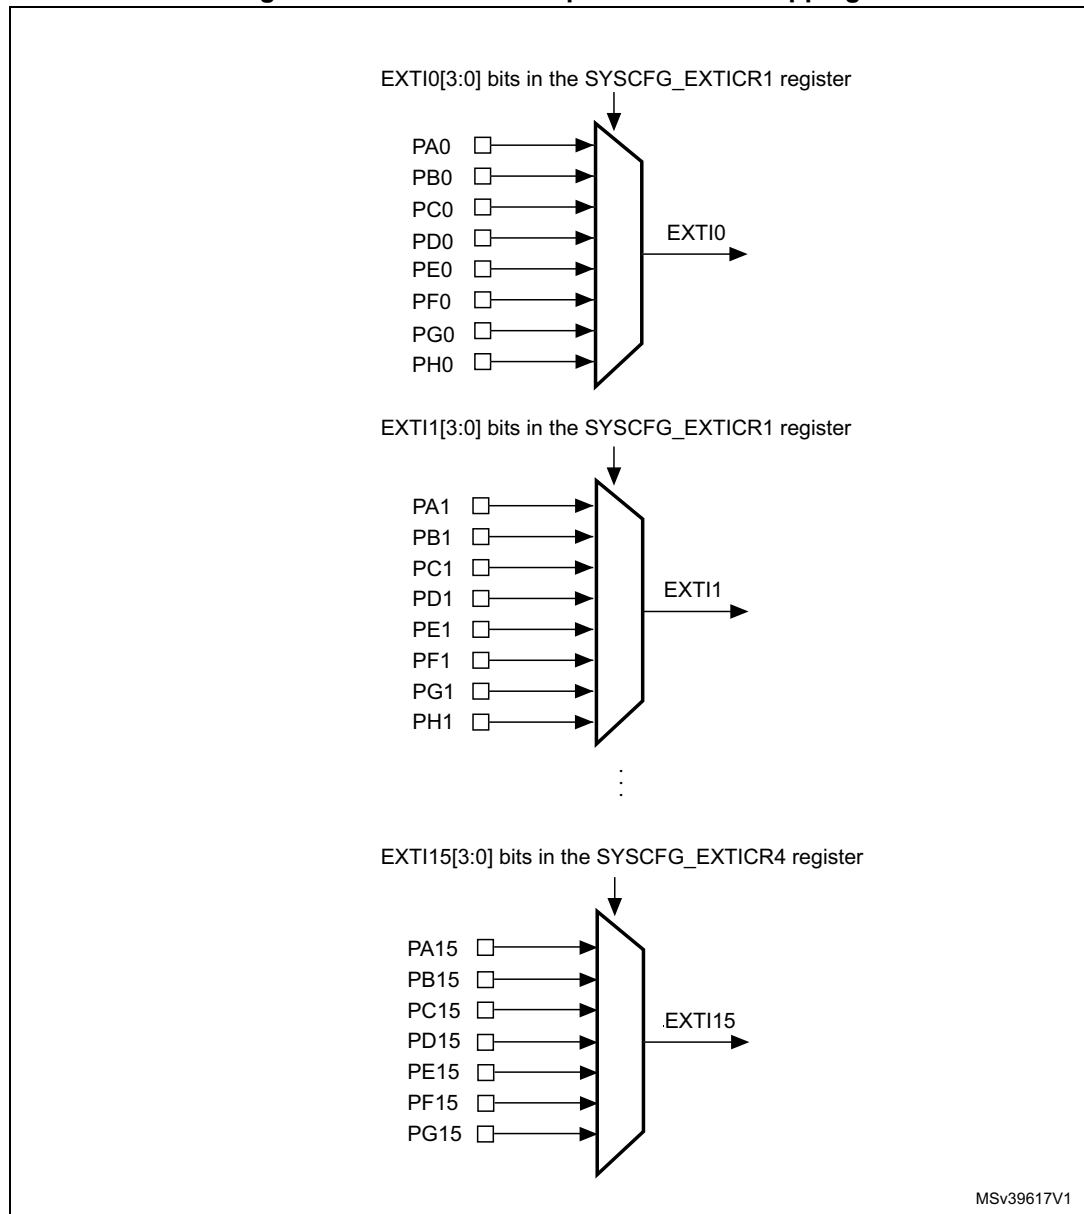 EXTI0[3:0] bits in the SYSCFG_EXTICR1 register
PA0
PB0
PC0
PD0
PE0
PF0
PG0
PH0
EXTI0
EXTI1[3:0] bits in the SYSCFG_EXTICR1 register
PA1
PB1
PC1
PD1
PE1
PF1
PG1
PH1
EXTI1
EXTI15[3:0] bits in the SYSCFG_EXTICR4 register
PA15
PB15
PC15
PD15
PE15
PF15
PG15
EXTI15
MSv39617V1